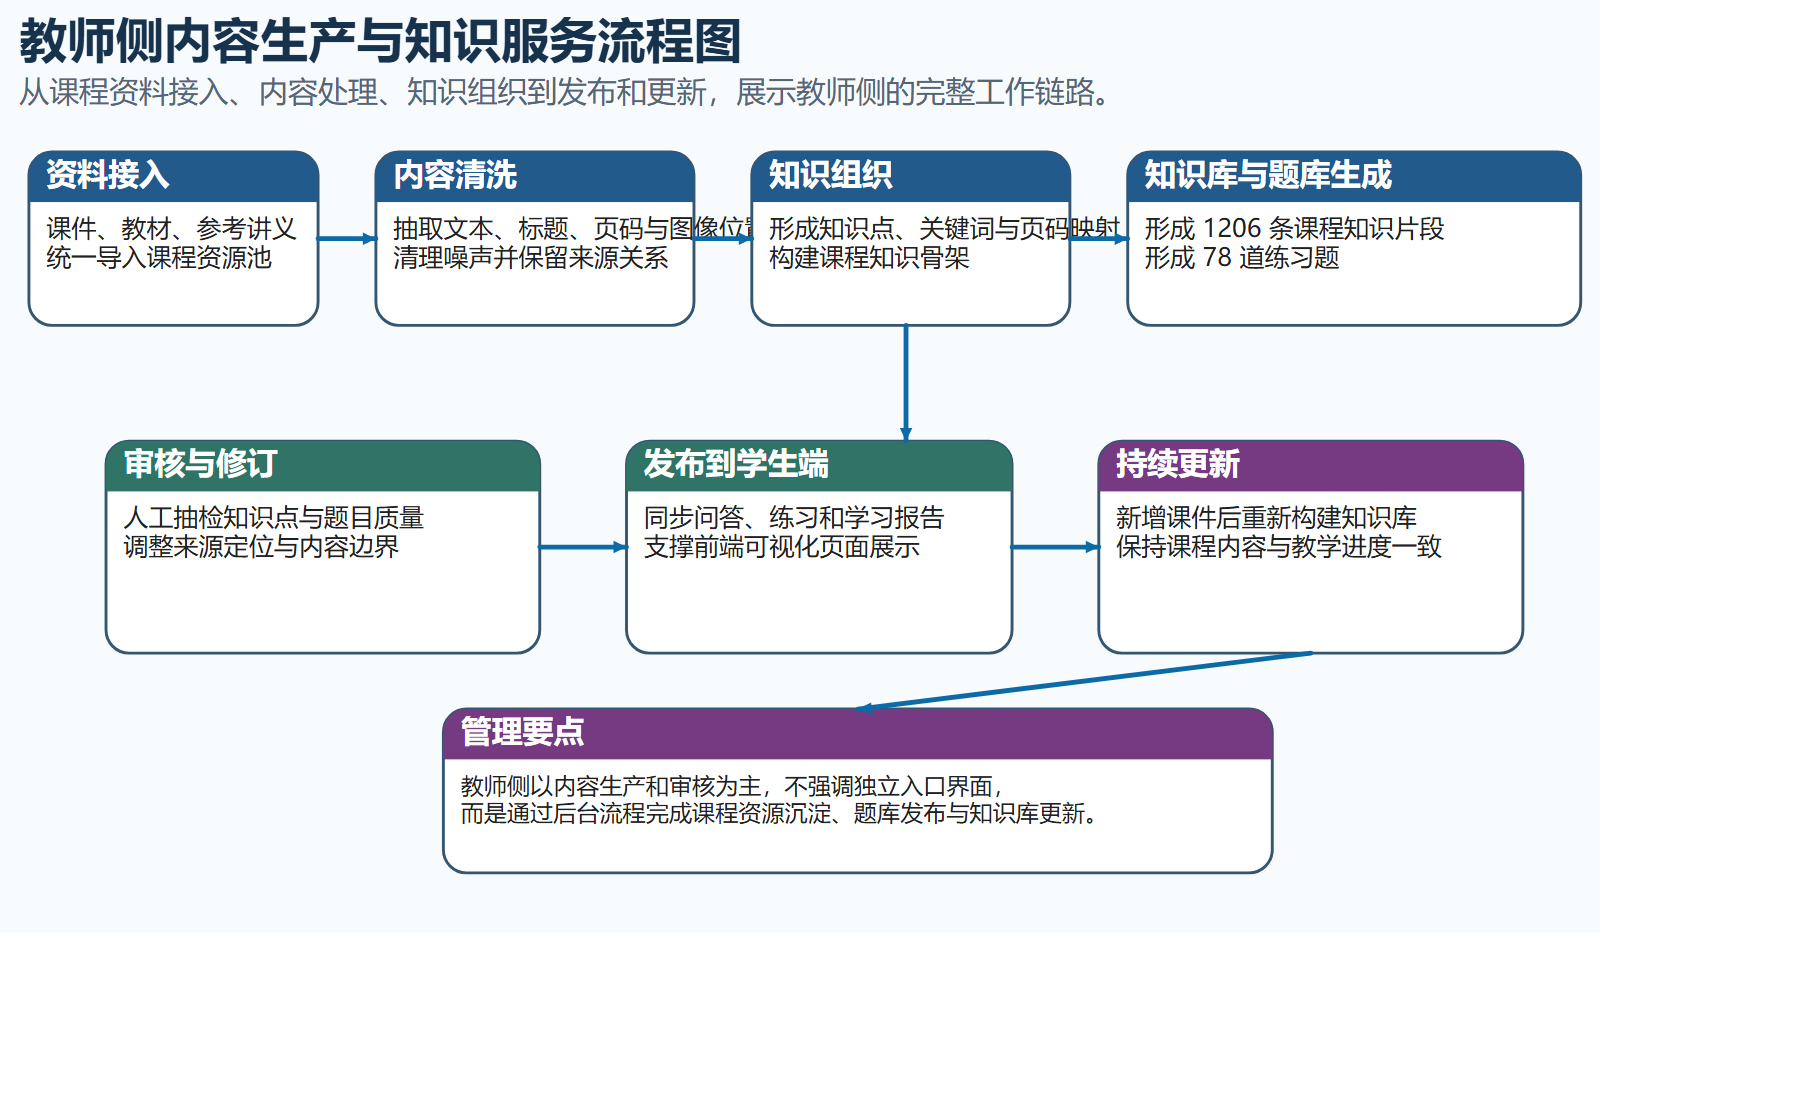 教师侧内容生产与知识服务流程图
从课程资料接入、内容处理、知识组织到发布和更新，展示教师侧的完整工作链路。
资料接入
课件、教材、参考讲义
统一导入课程资源池
内容清洗
抽取文本、标题、页码与图像位置
清理噪声并保留来源关系
知识组织
形成知识点、关键词与页码映射
构建课程知识骨架
知识库与题库生成
形成 1206 条课程知识片段
形成 78 道练习题
审核与修订
人工抽检知识点与题目质量
调整来源定位与内容边界
发布到学生端
同步问答、练习和学习报告
支撑前端可视化页面展示
持续更新
新增课件后重新构建知识库
保持课程内容与教学进度一致
管理要点
教师侧以内容生产和审核为主，不强调独立入口界面，
而是通过后台流程完成课程资源沉淀、题库发布与知识库更新。